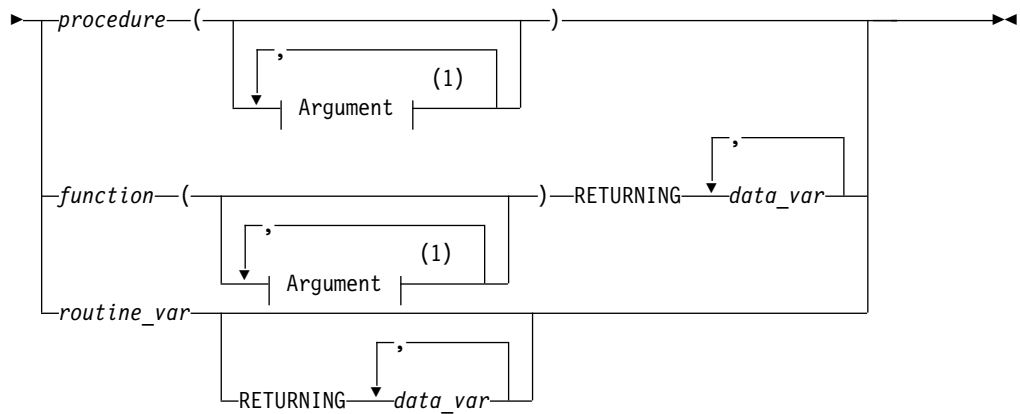 procedure ( )
,
(1)
Argument
,
function ( ) RETURNING data_var
,
(1)
Argument
routine_var
,
RETURNING data_var